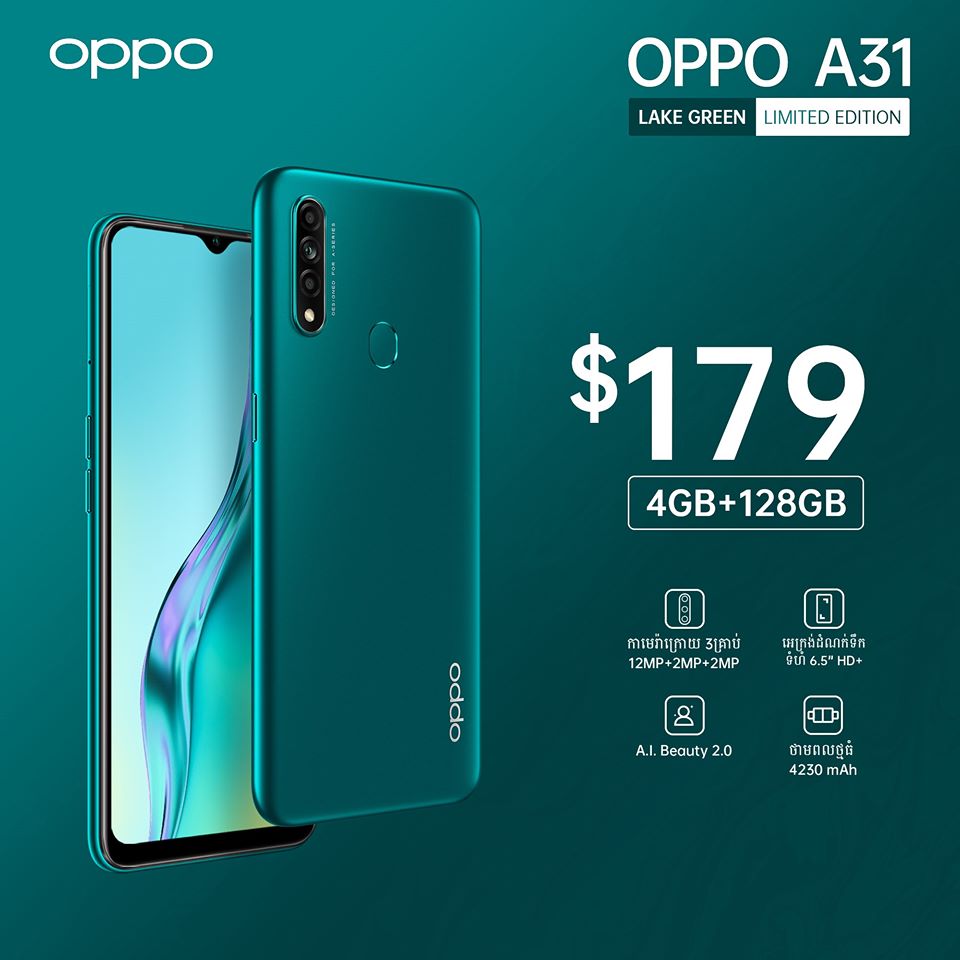 oppo
OPPO A31
LAKE GREEN LIMITED EDITION
DESIGNED FOR A-SERIES
$179
4GB+128GB
កាមេរ៉ាក្រោយ 3គ្រាប់
12MP+2MP+2MP
អេក្រង់ដំណក់ទឹក
ទំហំ 6.5" HD+
A.I. Beauty 2.0
ថាមពលថ្មធំ
4230 mAh
oppo